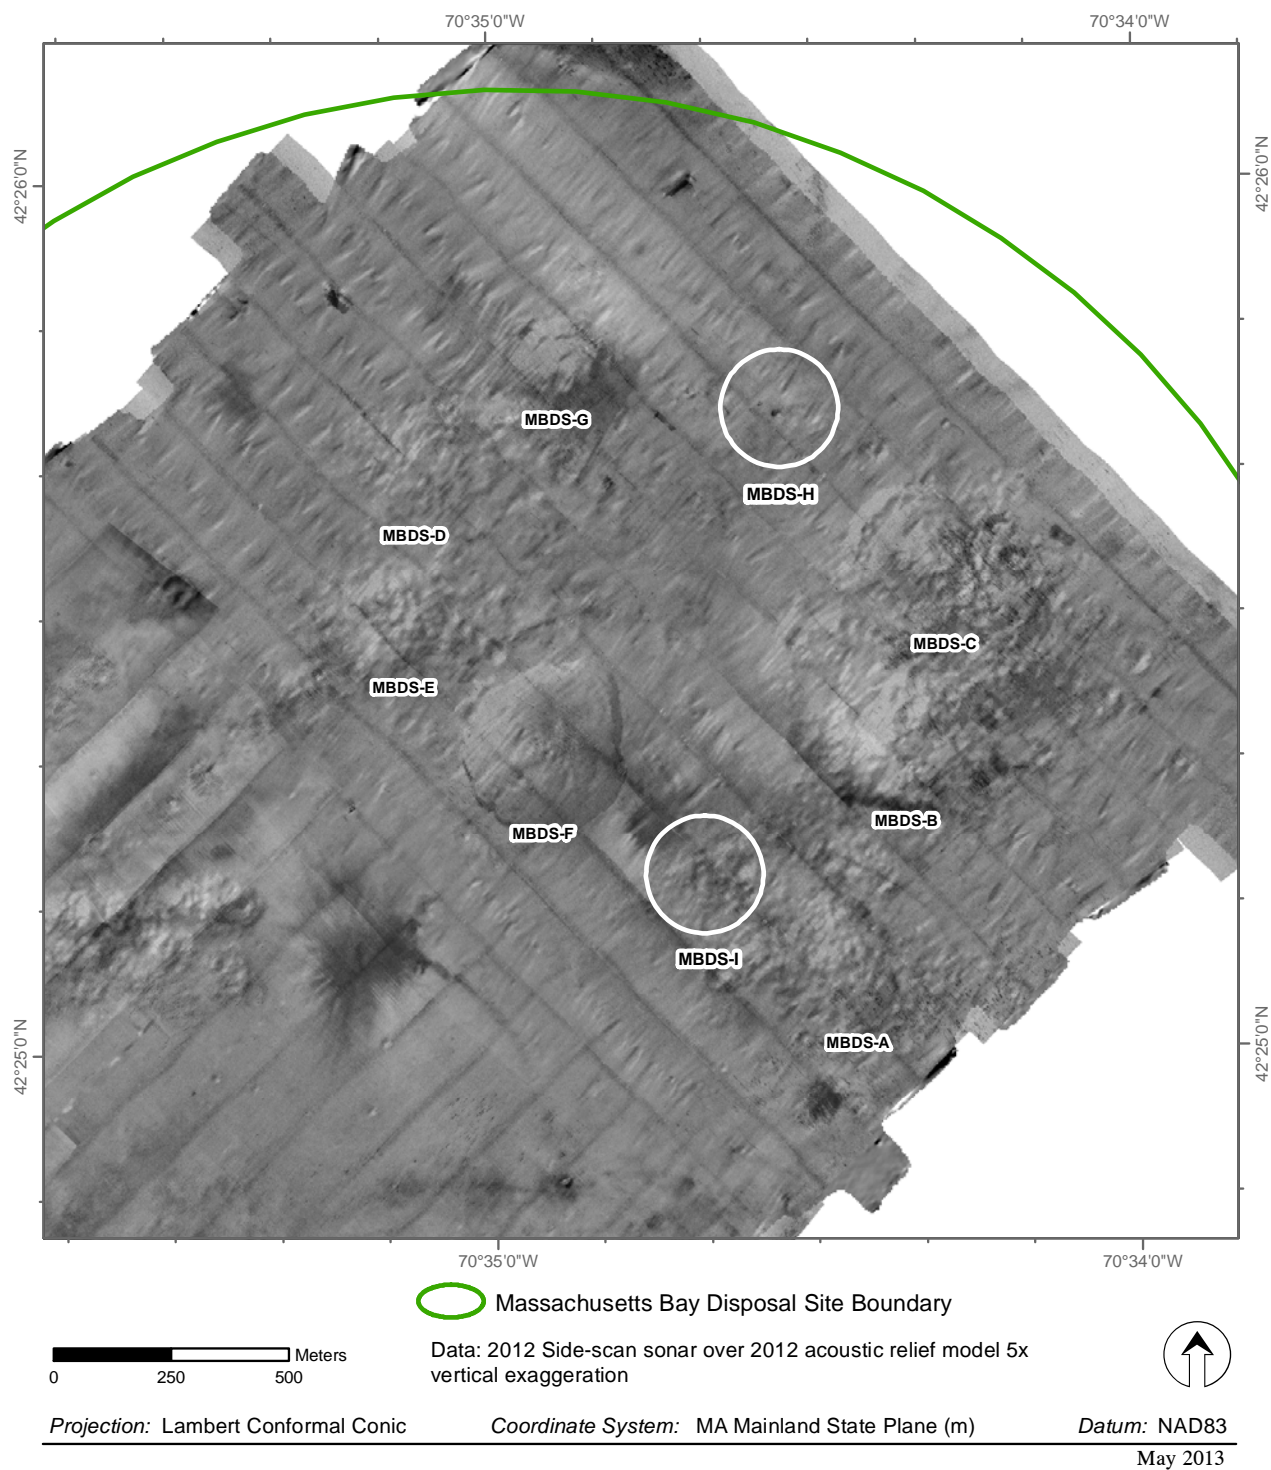 70°35'0"W 70°34'0"W
42°26'0"N 42°26'0"N
MBDS-G
MBDS-H
MBDS-D
MBDS-C
MBDS-E
MBDS-B
MBDS-F
MBDS-I
MBDS-A
42°25'0"N 42°25'0"N
70°35'0"W 70°34'0"W
Massachusetts Bay Disposal Site Boundary
Data: 2012 Side-scan sonar over 2012 acoustic relief model 5x
vertical exaggeration
Meters
0 250 500
Projection: Lambert Conformal Conic Coordinate System: MA Mainland State Plane (m) Datum: NAD83
May 2013